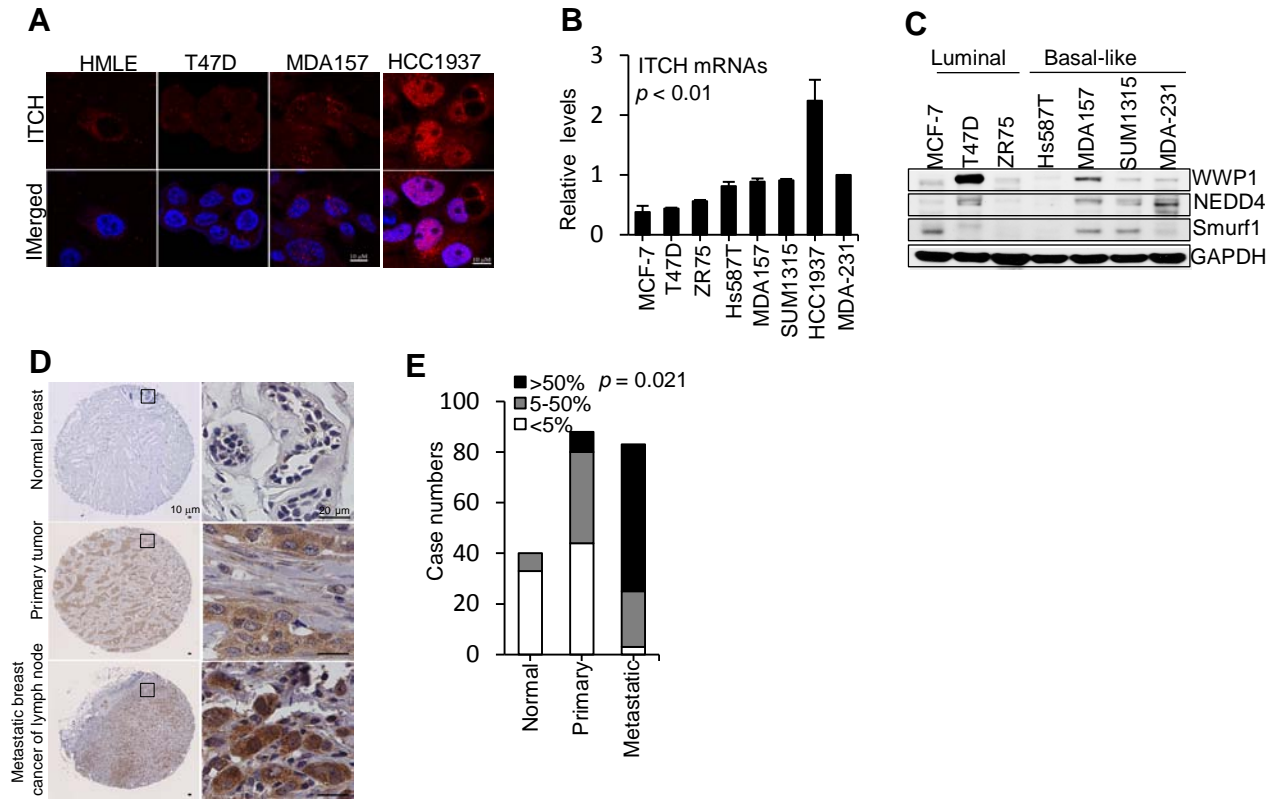 A
HMLE
T47D
MDA157
HCC1937
ITCH
IMerged
10 μM
10 μM
B
3
2
1
0
Relative levels
ITCH mRNAs
p < 0.01
MCF-7
T47D
ZR75
Hs587T
MDA157
SUM1315
HCC1937
MDA-231
C
Luminal
Basal-like
MCF-7
T47D
ZR75
Hs587T
MDA157
SUM1315
MDA-231
WWP1
NEDD4
Smurf1
GAPDH
D
Normal breast
10 μm
20 μm
Primary tumor
Metastatic breast
cancer of lymph node
E
>50%
5-50%
<5%
p = 0.021
100
80
60
40
20
0
Case numbers
Normal
Primary
Metastatic